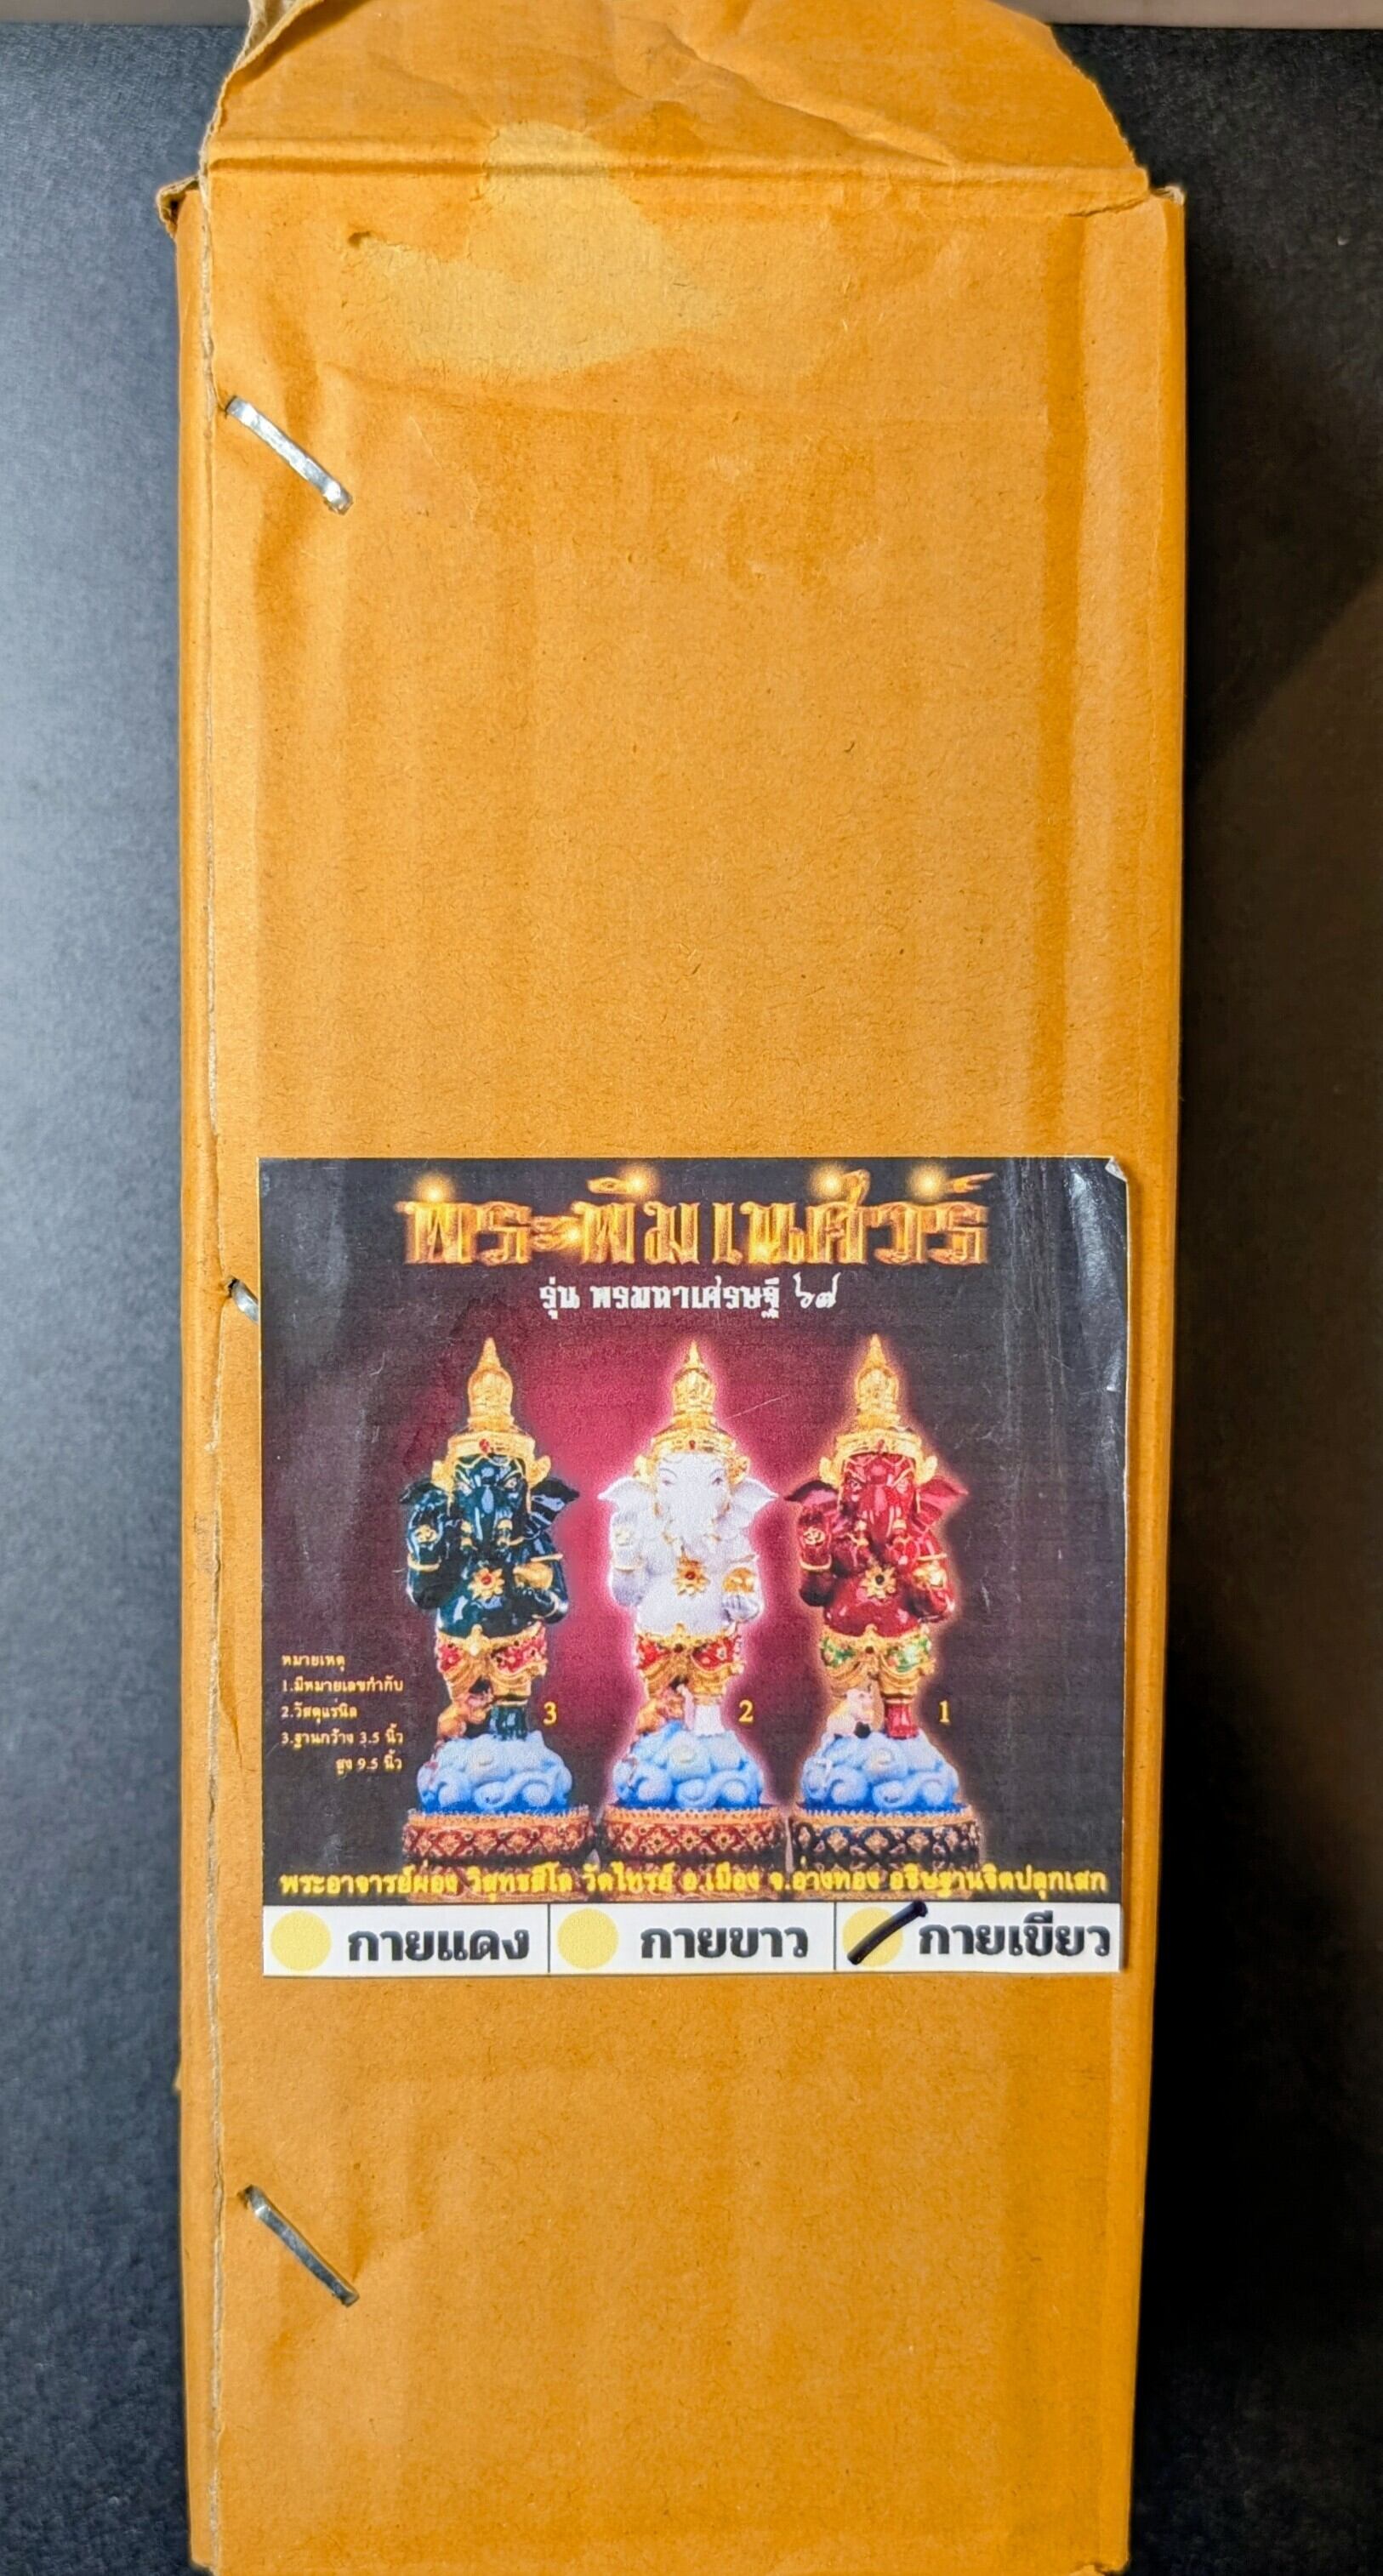 พระพิฆเนศวร์
รุ่น พรมหาเศรษฐี ๖๗
หมายเหตุ
1.มีหมายเลขกำกับ
2.วัสดุแร่นิล
3.ฐานกว้าง 3.5 นิ้ว
สูง 9.5 นิ้ว
3 2 1
พระอาจารย์ผ่อง วิสุทธสีโล วัดไทรย์ อ.เมือง จ.อ่างทอง อธิษฐานจิตปลุกเสก
กายแดง กายขาว กายเขียว